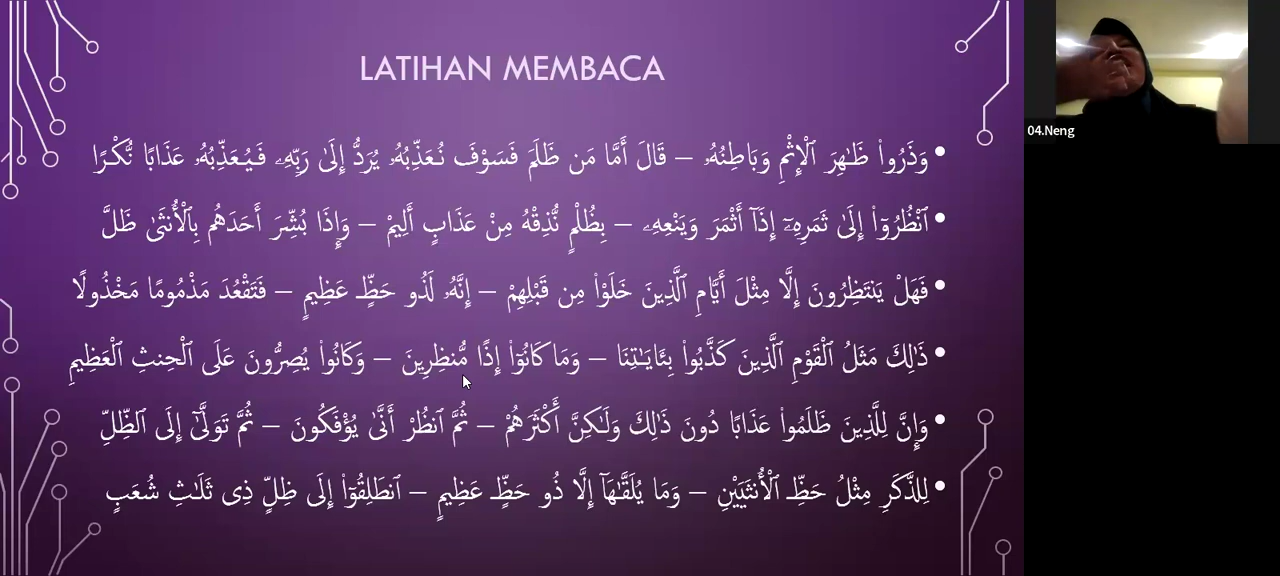 LATIHAN MEMBACA
• وَذَرُوا۟ ظَـٰهِرَ ٱلْإِثْمِ وَبَاطِنَهُۥ – قَالَ أَمَّا مَن ظَلَمَ فَسَوْفَ نُعَذِّبُهُۥ يُرَدُّ إِلَىٰ رَبِّهِۦ فَيُعَذِّبُهُۥ عَذَابًا نُّكْرًا
• ٱنْظُرُوٓا۟ إِلَىٰ ثَمَرِهِۦٓ إِذَآ أَثْمَرَ وَيَنْعِهِۦ – بِظُلْمٍ نُّذِقْهُ مِنْ عَذَابٍ أَلِيمْ – وَإِذَا بُشِّرَ أَحَدَهُم بِٱلْأُنثَىٰ ظَلَّ
• فَهَلْ يَنتَظِرُونَ إِلَّا مِثْلَ أَيَّامِ ٱلَّذِينَ خَلَوْا۟ مِن قَبْلِهِمْ – إِنَّهُۥ لَذُو حَظٍّ عَظِيمٍ – فَتَقْعُدَ مَذْمُومًا مَخْذُولًا
• ذَٰلِكَ مَثَلُ ٱلْقَوْمِ ٱلَّذِينَ كَذَّبُوا۟ بِـَٔايَـٰتِنَا – وَمَا كَانُوٓا۟ إِذًا مُّنظَرِينَ – وَكَانُوا۟ يُصِرُّونَ عَلَى ٱلْحِنثِ ٱلْعَظِيمِ
• وَإِنَّ لِلَّذِينَ ظَلَمُوا۟ عَذَابًا دُونَ ذَٰلِكَ وَلَـٰكِنَّ أَكْثَرَهُمْ – ثُمَّ ٱنظُرْ أَنَّىٰ يُؤْفَكُونَ – ثُمَّ تَوَلَّىٰٓ إِلَى ٱلظِّلِّ
• لِلذَّكَرِ مِثْلُ حَظِّ ٱلْأُنثَيَيْنِ – وَمَا يُلَقَّىٰهَآ إِلَّا ذُو حَظٍّ عَظِيمٍ – ٱنطَلِقُوٓا۟ إِلَى ظِلٍّ ذِى ثَلَـٰثِ شُعَبٍ
04.Neng